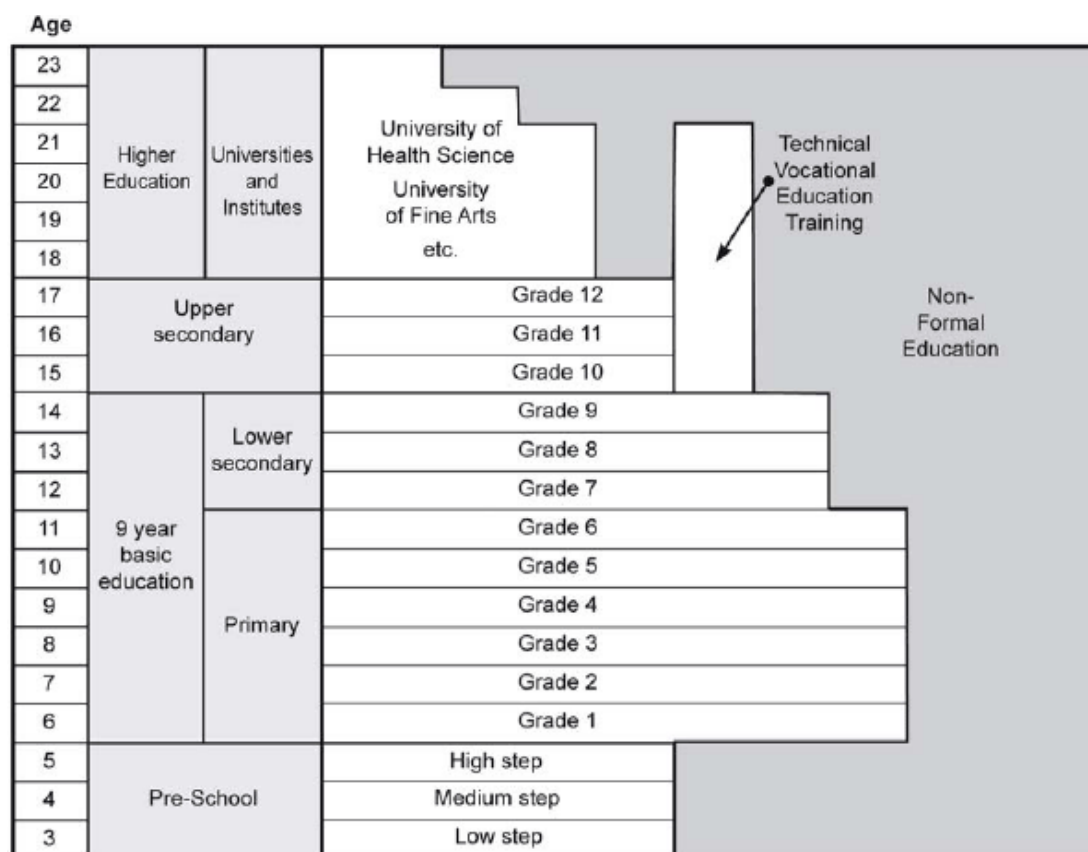 Age
23
22
21
20
19
18
17
16
15
14
13
12
11
10
9
8
7
6
5
4
3
Higher
Education
Universities
and
Institutes
University of
Health Science
University
of Fine Arts
etc.
Technical
Vocational
Education
Training
Non-
Formal
Education
Upper
secondary
Grade 12
Grade 11
Grade 10
9 year
basic
education
Lower
secondary
Grade 9
Grade 8
Grade 7
Primary
Grade 6
Grade 5
Grade 4
Grade 3
Grade 2
Grade 1
Pre-School
High step
Medium step
Low step